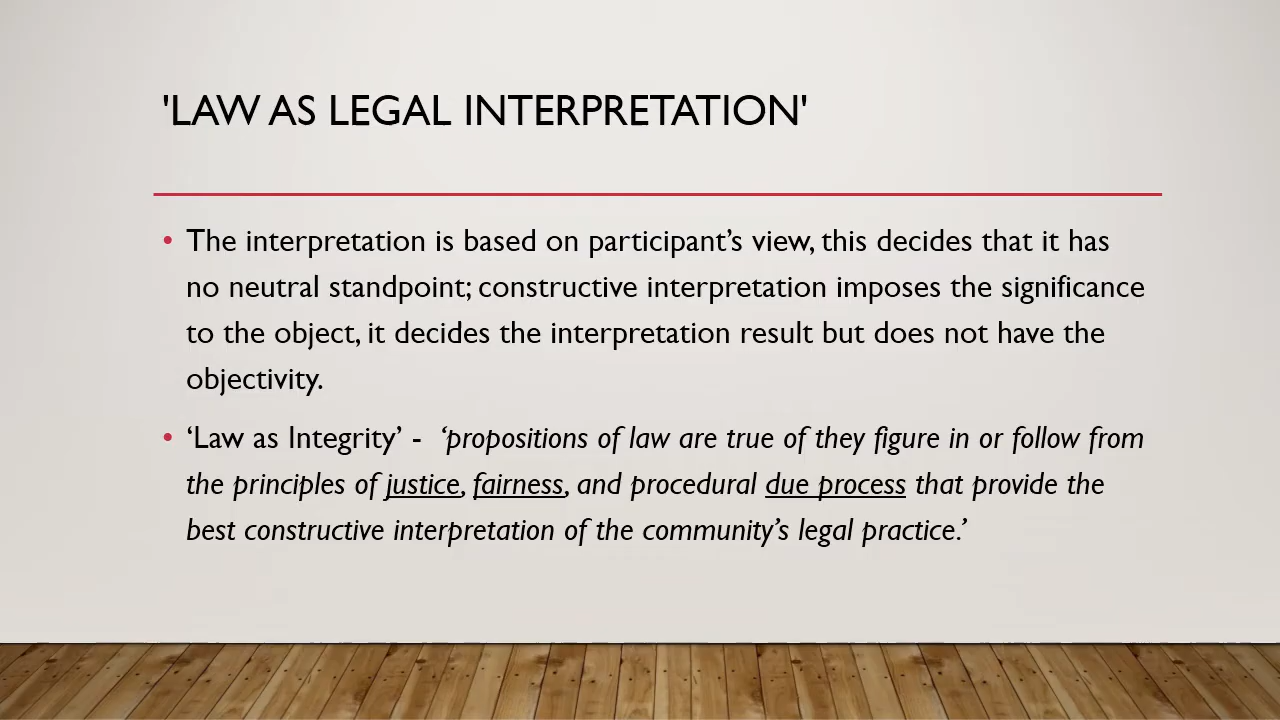 'LAW AS LEGAL INTERPRETATION'
• The interpretation is based on participant’s view, this decides that it has
no neutral standpoint; constructive interpretation imposes the significance
to the object, it decides the interpretation result but does not have the
objectivity.
• ‘Law as Integrity’ - ‘propositions of law are true of they figure in or follow from
the principles of justice, fairness, and procedural due process that provide the
best constructive interpretation of the community’s legal practice.’